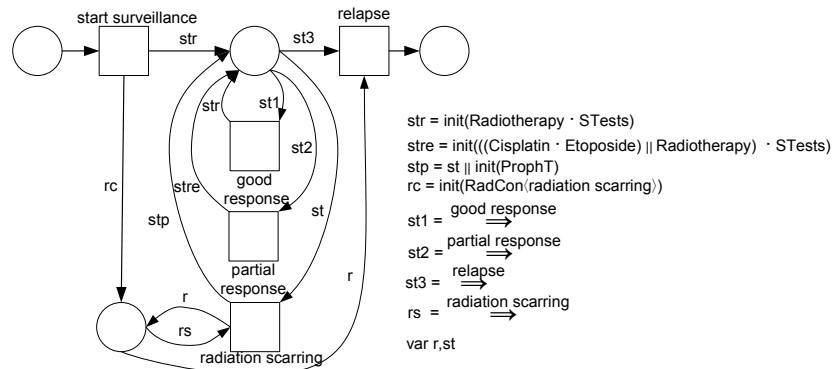 start surveillance
relapse
str
st3
str
st1
st2
good
response
stre
rc
stp
st
partial
response
r
r
rs
radiation scarring
str = init(Radiotherapy · STests)
stre = init(((Cisplatin · Etoposide) || Radiotherapy) · STests)
stp = st || init(ProphT)
rc = init(RadCon⟨radiation scarring⟩)
good response
st1 = ⇒
partial response
st2 = ⇒
relapse
st3 = ⇒
radiation scarring
rs = ⇒
var r,st